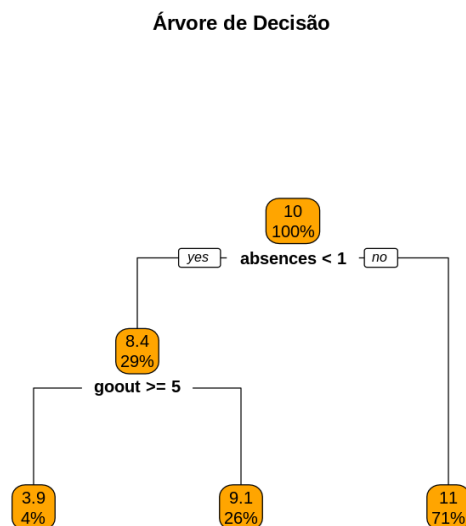 Árvore de Decisão
10
100%
yes
absences < 1
no
8.4
29%
goout >= 5
3.9
4%
9.1
26%
11
71%